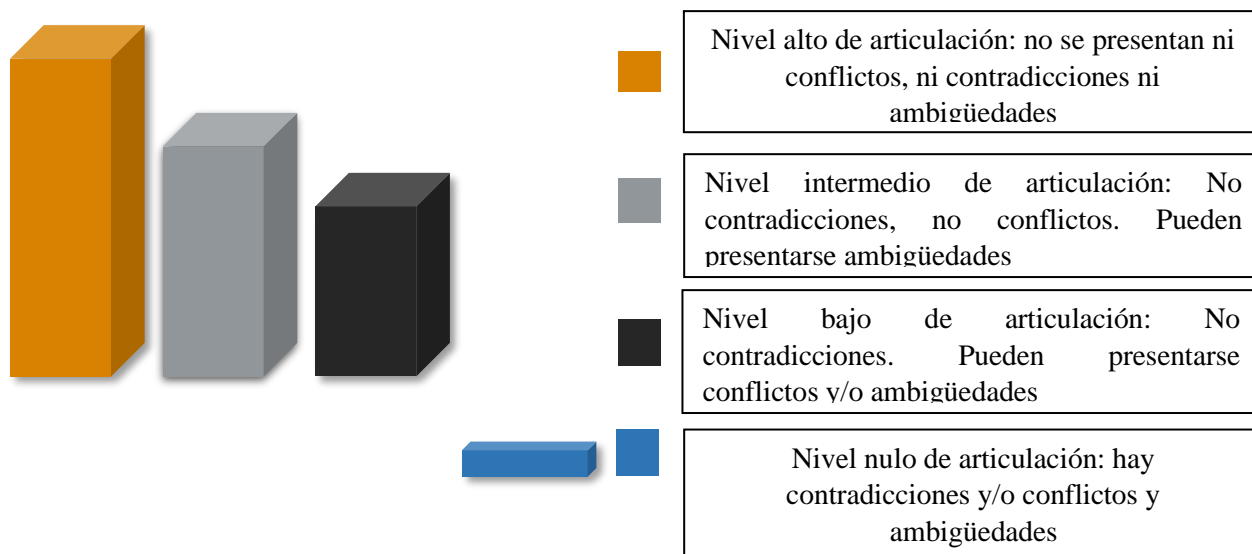 Nivel alto de articulación: no se presentan ni
conflictos, ni contradicciones ni
ambigüedades
Nivel intermedio de articulación: No
contradicciones, no conflictos. Pueden
presentarse ambigüedades
Nivel bajo de articulación: No
contradicciones. Pueden presentarse
conflictos y/o ambigüedades
Nivel nulo de articulación: hay
contradicciones y/o conflictos y
ambigüedades